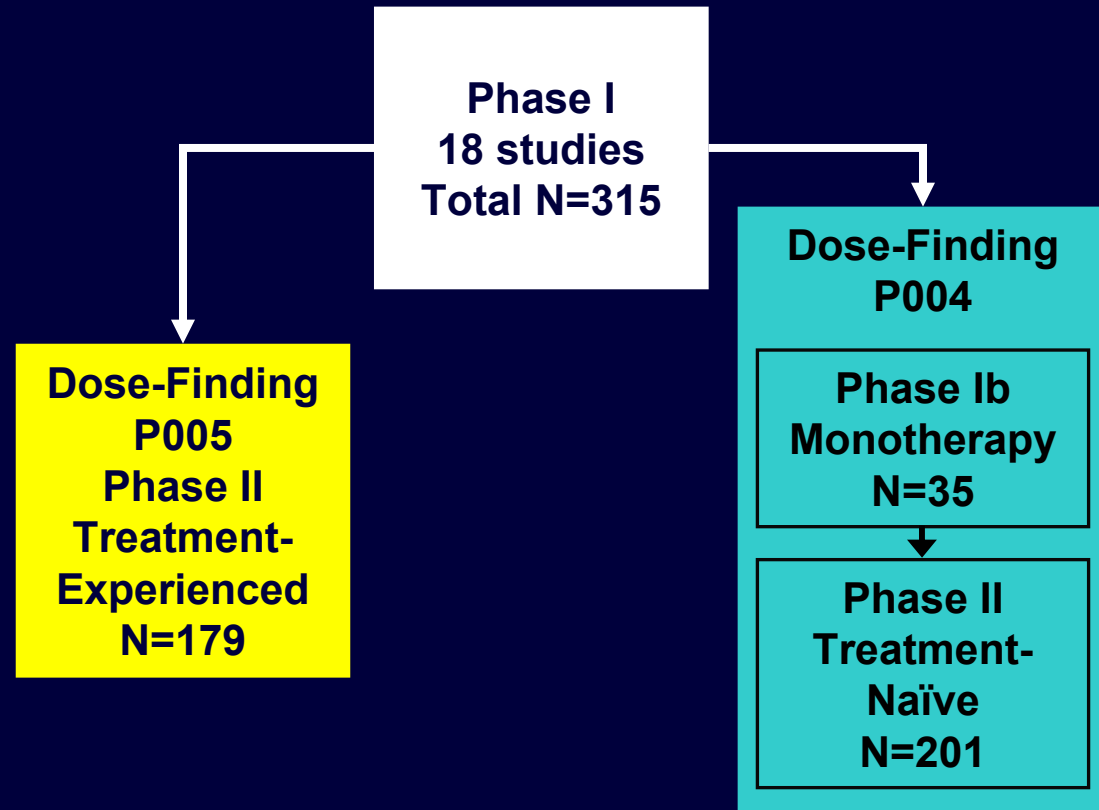 Phase I
18 studies
Total N=315
Dose-Finding
P005
Phase II
Treatment-
Experienced
N=179
Dose-Finding
P004
Phase Ib
Monotherapy
N=35
Phase II
Treatment-
Naïve
N=201